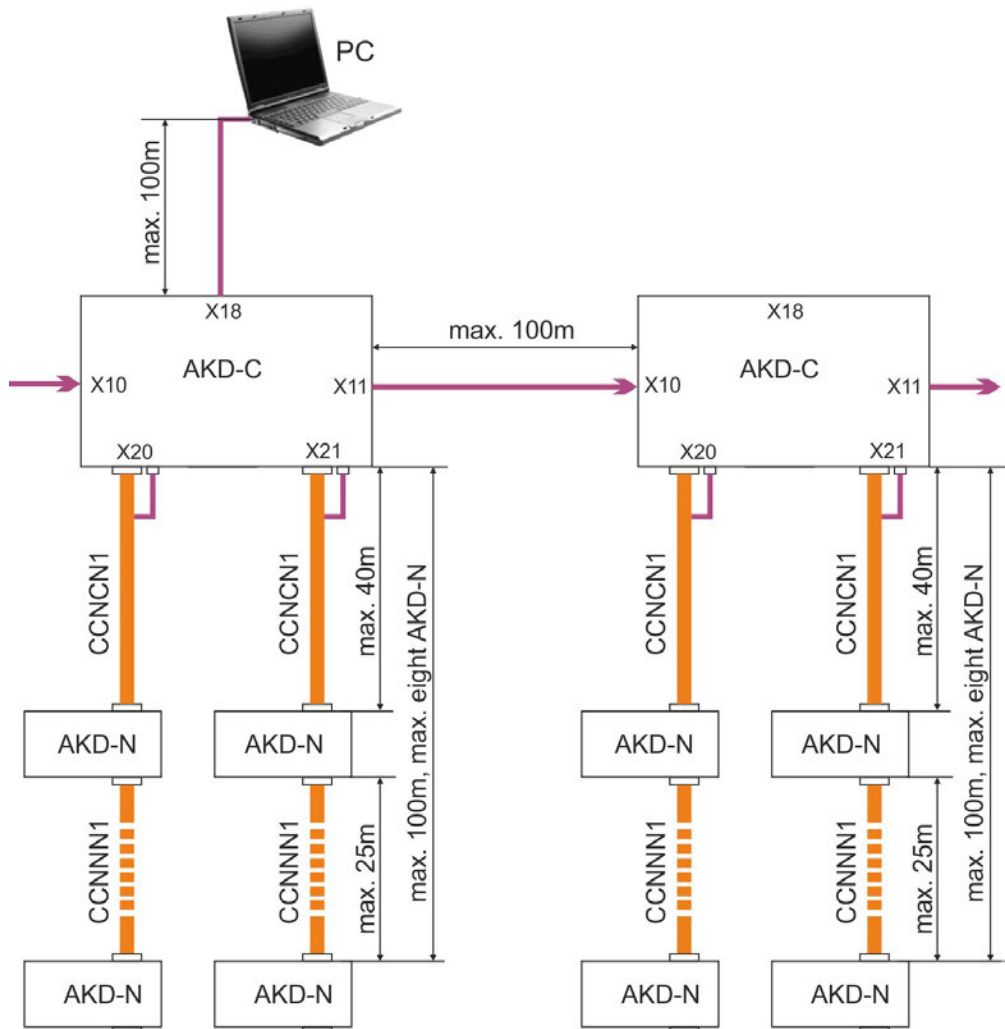 PC
max. 100m
X18
AKD-C
X10
X11
X20
X21
max. 100m
X18
AKD-C
X10
X11
X20
X21
CCNCN1
CCNCN1
max. 40m
max. 100m, max. eight AKD-N
CCNCN1
CCNCN1
max. 40m
max. 100m, max. eight AKD-N
AKD-N
AKD-N
AKD-N
AKD-N
CCNNN1
CCNNN1
max. 25m
CCNNN1
CCNNN1
max. 25m
AKD-N
AKD-N
AKD-N
AKD-N